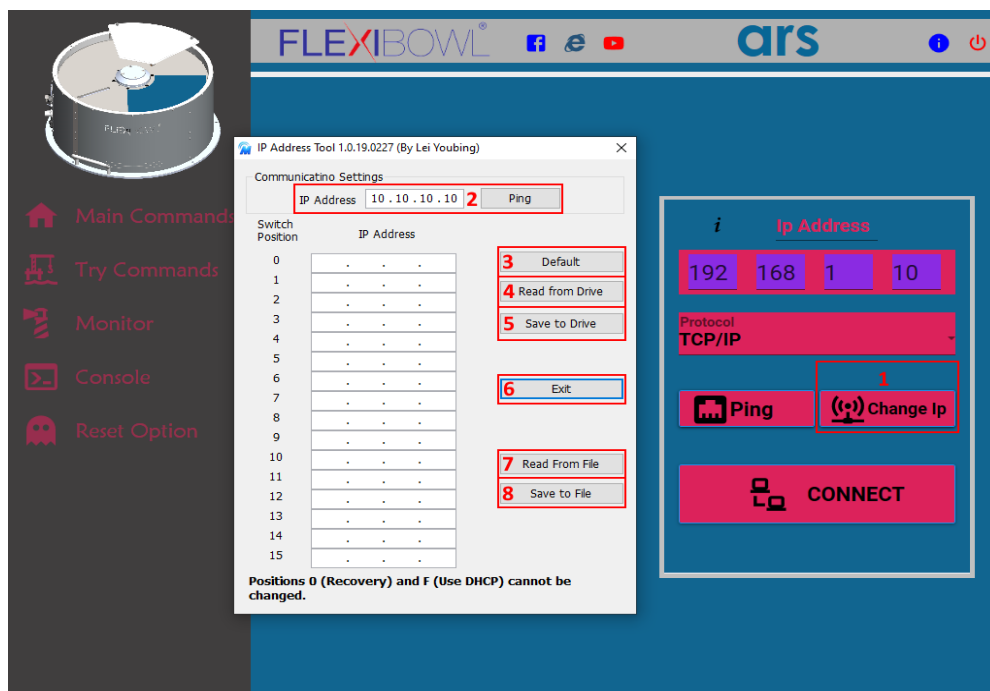 FLEXIBOWL®
ars
FLEXIBOWL
Main Commands
Try Commands
Monitor
Console
Reset Option
IP Address Tool 1.0.19.0227 (By Lei Youbing)
Communicatino Settings
IP Address 10 . 10 . 10 . 10 2 Ping
Switch
Position IP Address
0 . . .
1 . . .
2 . . .
3 . . .
4 . . .
5 . . .
6 . . .
7 . . .
8 . . .
9 . . .
10 . . .
11 . . .
12 . . .
13 . . .
14 . . .
15 . . .
3 Default
4 Read from Drive
5 Save to Drive
6 Exit
7 Read From File
8 Save to File
Positions 0 (Recovery) and F (Use DHCP) cannot be
changed.
i Ip Address
192 168 1 10
Protocol
TCP/IP
1
Ping Change Ip
CONNECT